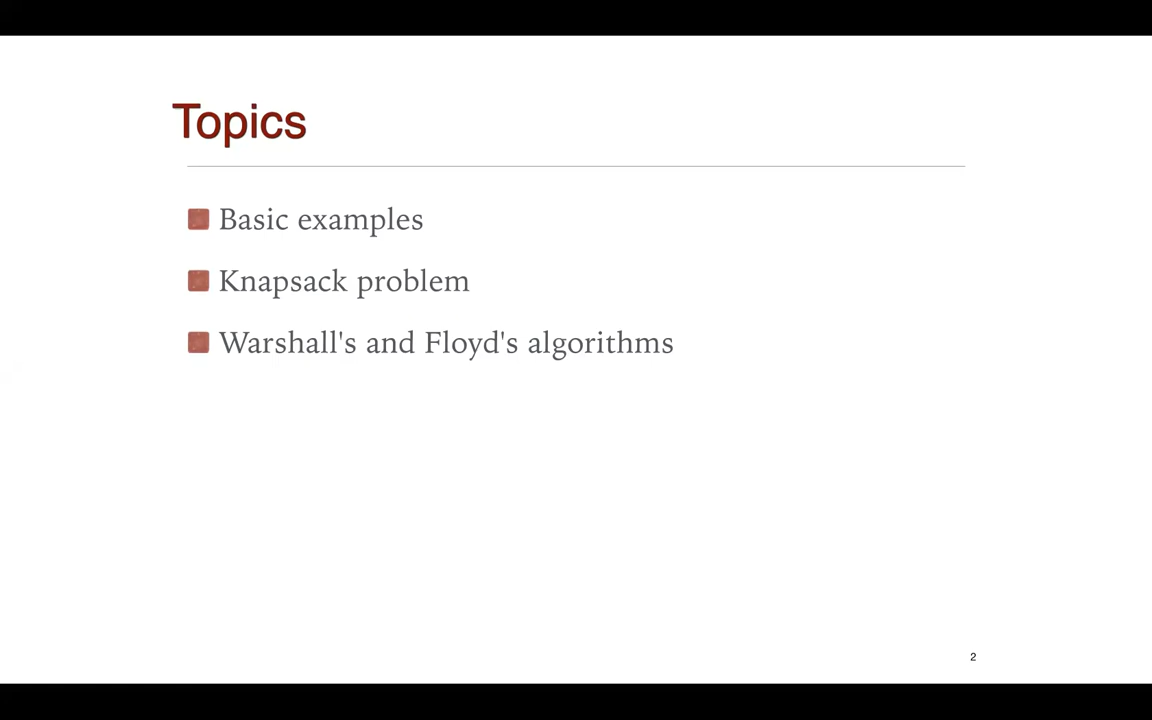 Topics
Basic examples
Knapsack problem
Warshall's and Floyd's algorithms
2